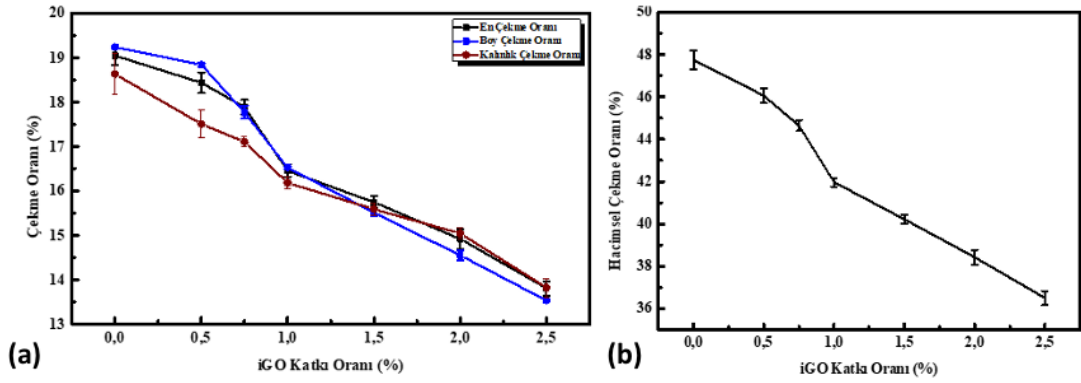 20
19
18
17
16
15
14
13
Çekme Oranı (%)
En Çekme Oranı
Boy Çekme Oranı
Kalınlık Çekme Oranı
0,0 0,5 1,0 1,5 2,0 2,5
iGO Katkı Oranı (%)
(a)
50
48
46
44
42
40
38
36
Hacimsel Çekme Oranı (%)
0,0 0,5 1,0 1,5 2,0 2,5
iGO Katkı Oranı (%)
(b)